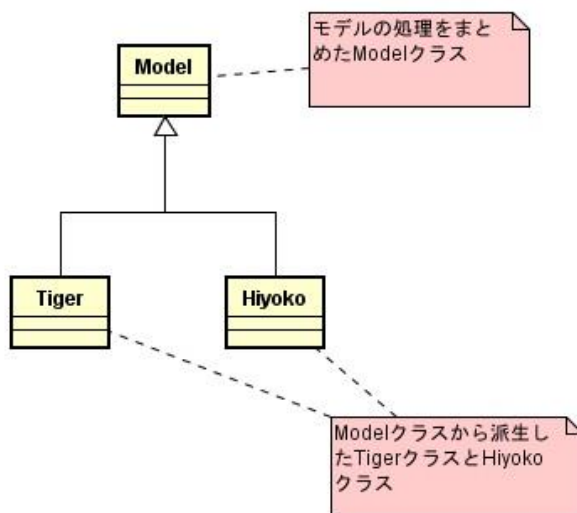 Model
モデルの処理をまと
めたModelクラス
Tiger
Hiyoko
Modelクラスから派生し
たTigerクラスとHiyoko
クラス